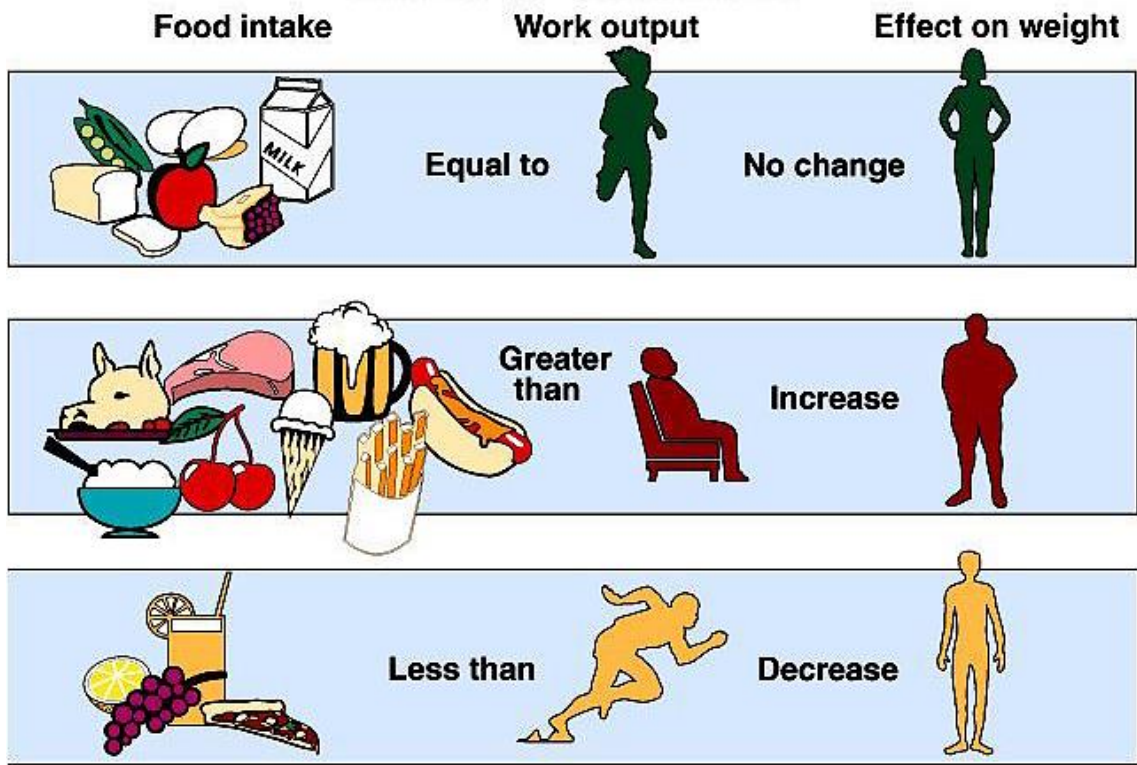 Food intake
Work output
Effect on weight
MILK
Equal to
No change
Greater
than
Increase
Less than
Decrease